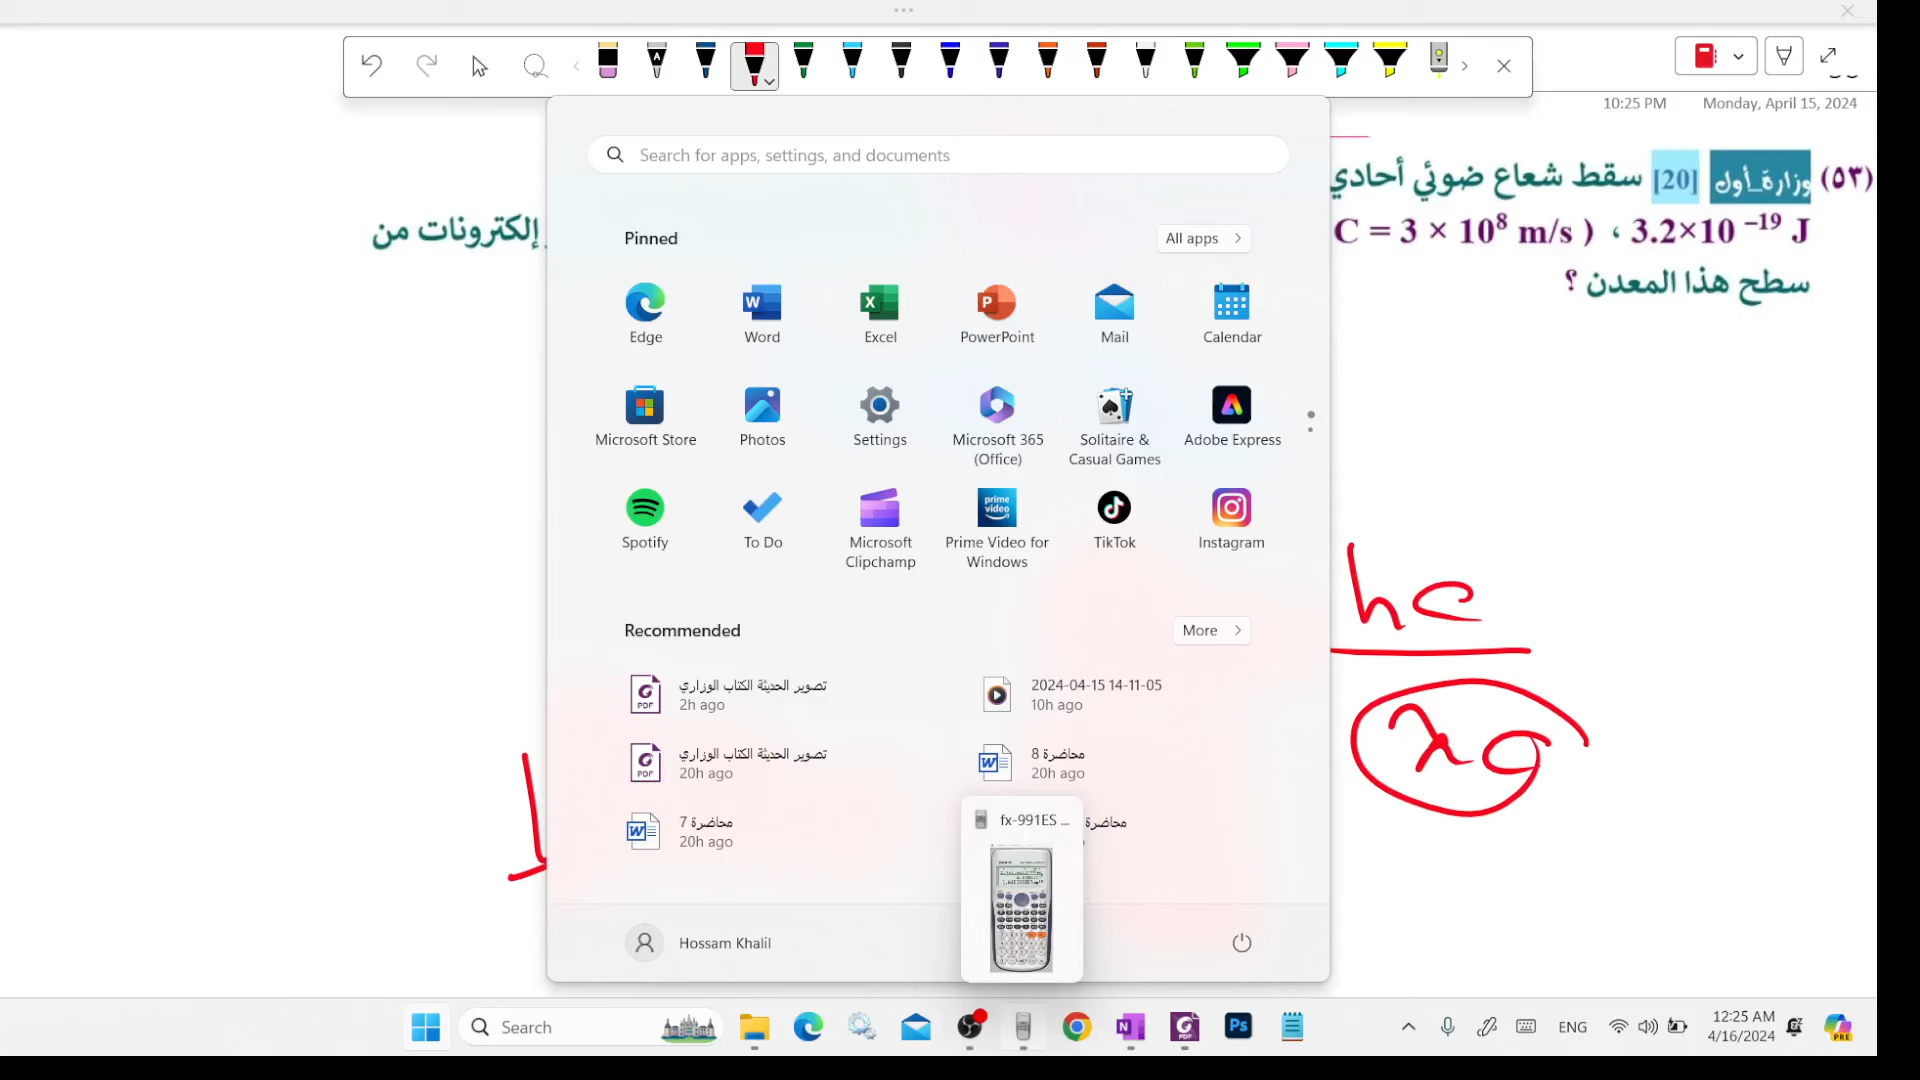 10:25 PM Monday, April 15, 2024
(٥٣) وزارة_أول [20] سقط شعاع ضوئي أحادي
C = 3 × 10⁸ m/s ) ، 3.2×10 ⁻¹⁹ J
إلكترونات من
سطح هذا المعدن ؟
hc
λc
Search for apps, settings, and documents
Pinned
All apps
Edge
Word
Excel
PowerPoint
Mail
Calendar
Microsoft Store
Photos
Settings
Microsoft 365
(Office)
Solitaire &
Casual Games
Adobe Express
Spotify
To Do
Microsoft
Clipchamp
Prime Video for
Windows
TikTok
Instagram
Recommended
More
تصوير الحديثة الكتاب الوزاري
2h ago
2024-04-15 14-11-05
10h ago
تصوير الحديثة الكتاب الوزاري
20h ago
محاضرة 8
20h ago
محاضرة 7
20h ago
محاضرة
fx-991ES ...
Hossam Khalil
Search
ENG
12:25 AM
4/16/2024